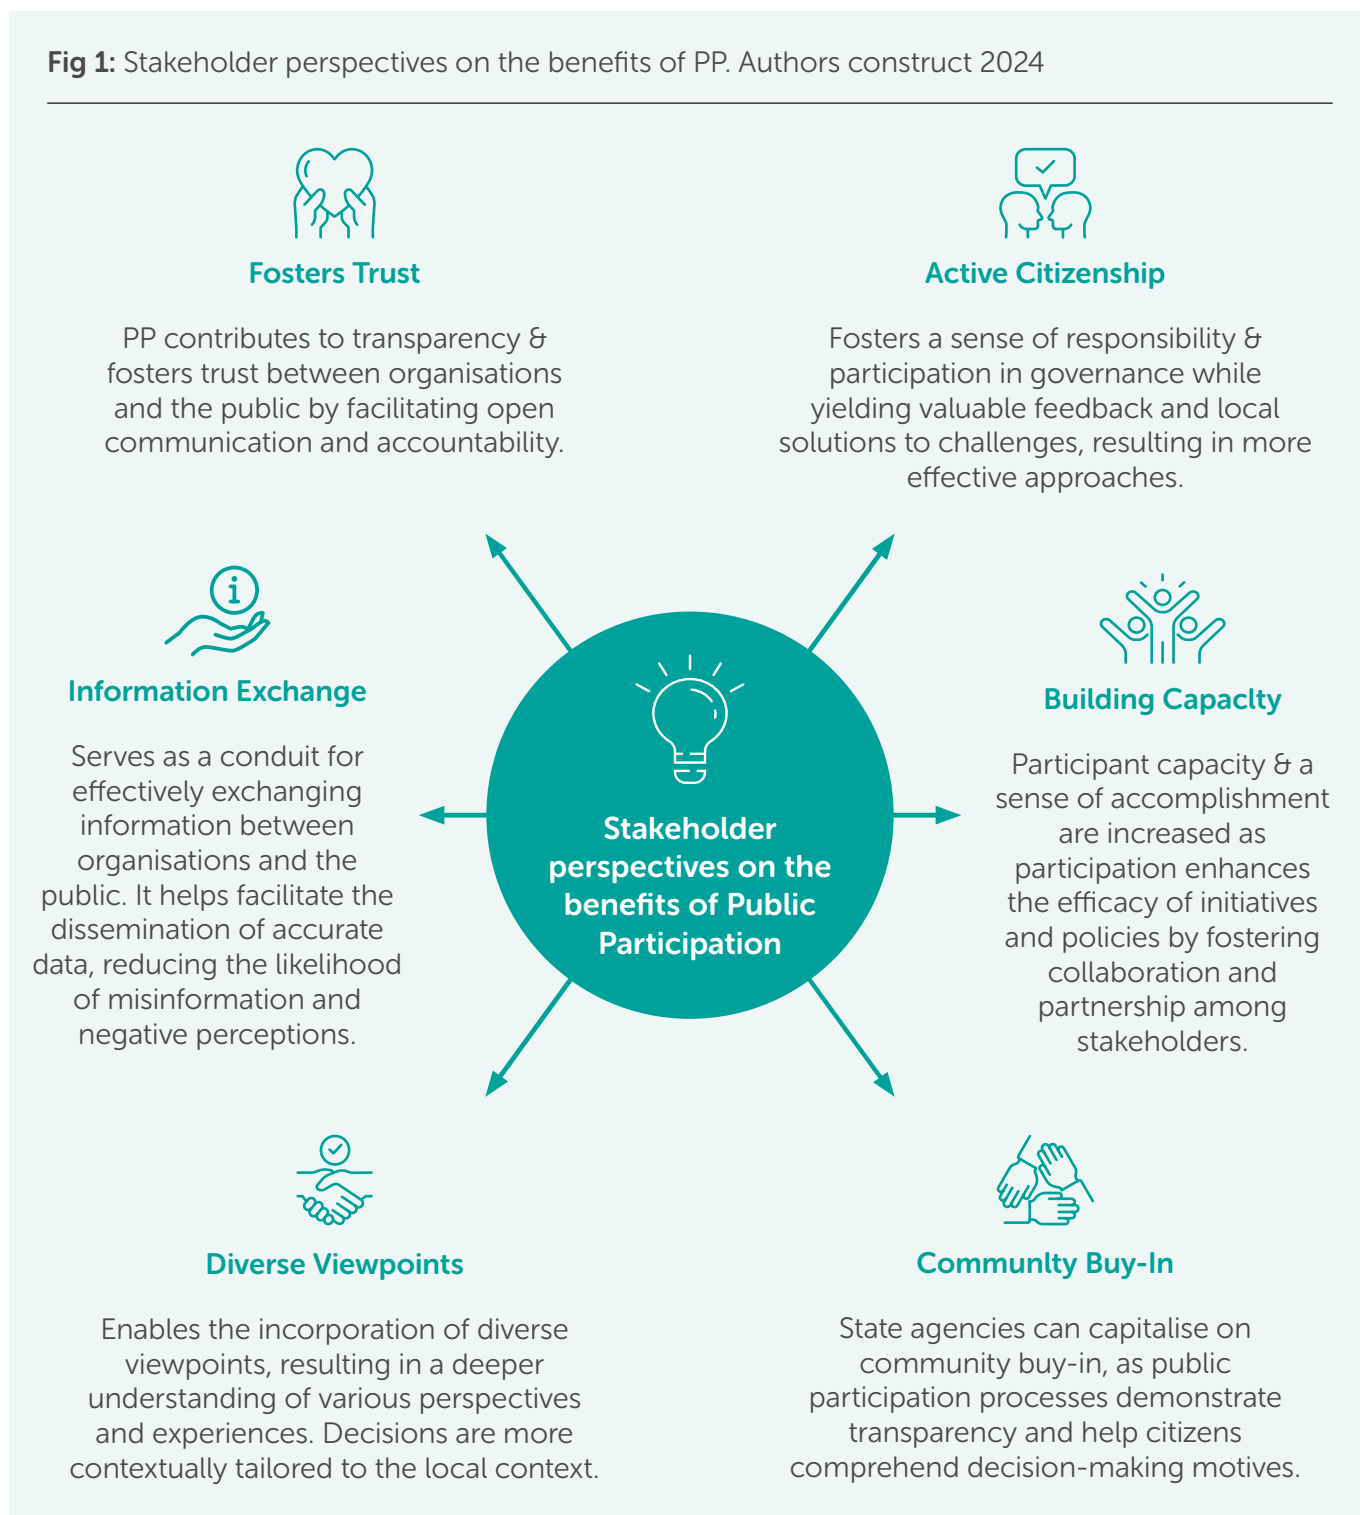 Fig 1: Stakeholder perspectives on the benefits of PP. Authors construct 2024
Fosters Trust
PP contributes to transparency &
fosters trust between organisations
and the public by facilitating open
communication and accountability.
Active Citizenship
Fosters a sense of responsibility &
participation in governance while
yielding valuable feedback and local
solutions to challenges, resulting in more
effective approaches.
Information Exchange
Serves as a conduit for
effectively exchanging
information between
organisations and the
public. It helps facilitate the
dissemination of accurate
data, reducing the likelihood
of misinformation and
negative perceptions.
Stakeholder
perspectives on the
benefits of Public
Participation
Building CapacIty
Participant capacity & a
sense of accomplishment
are increased as
participation enhances
the efficacy of initiatives
and policies by fostering
collaboration and
partnership among
stakeholders.
Diverse Viewpoints
Enables the incorporation of diverse
viewpoints, resulting in a deeper
understanding of various perspectives
and experiences. Decisions are more
contextually tailored to the local context.
CommunIty Buy-In
State agencies can capitalise on
community buy-in, as public
participation processes demonstrate
transparency and help citizens
comprehend decision-making motives.